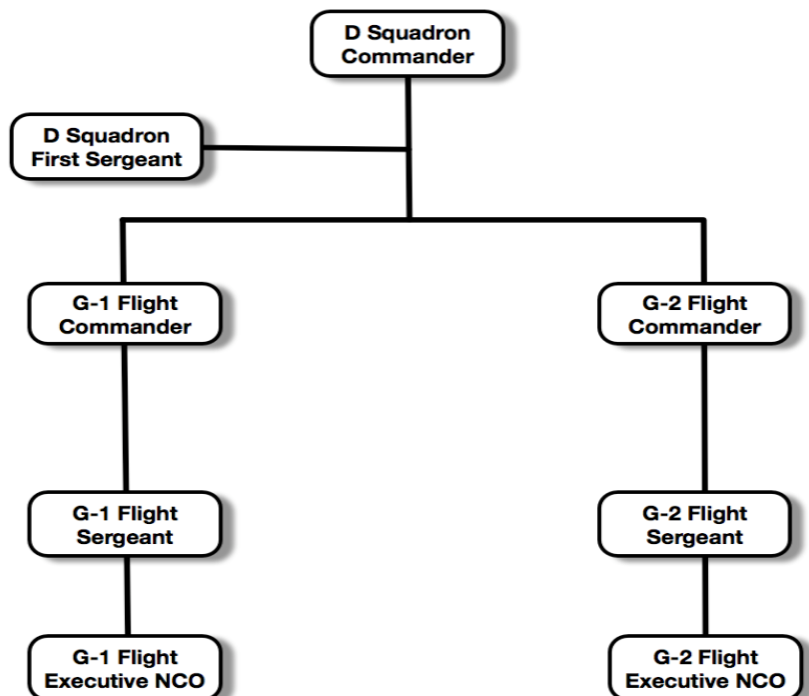 D Squadron
Commander
D Squadron
First Sergeant
G-1 Flight
Commander
G-2 Flight
Commander
G-1 Flight
Sergeant
G-2 Flight
Sergeant
G-1 Flight
Executive NCO
G-2 Flight
Executive NCO